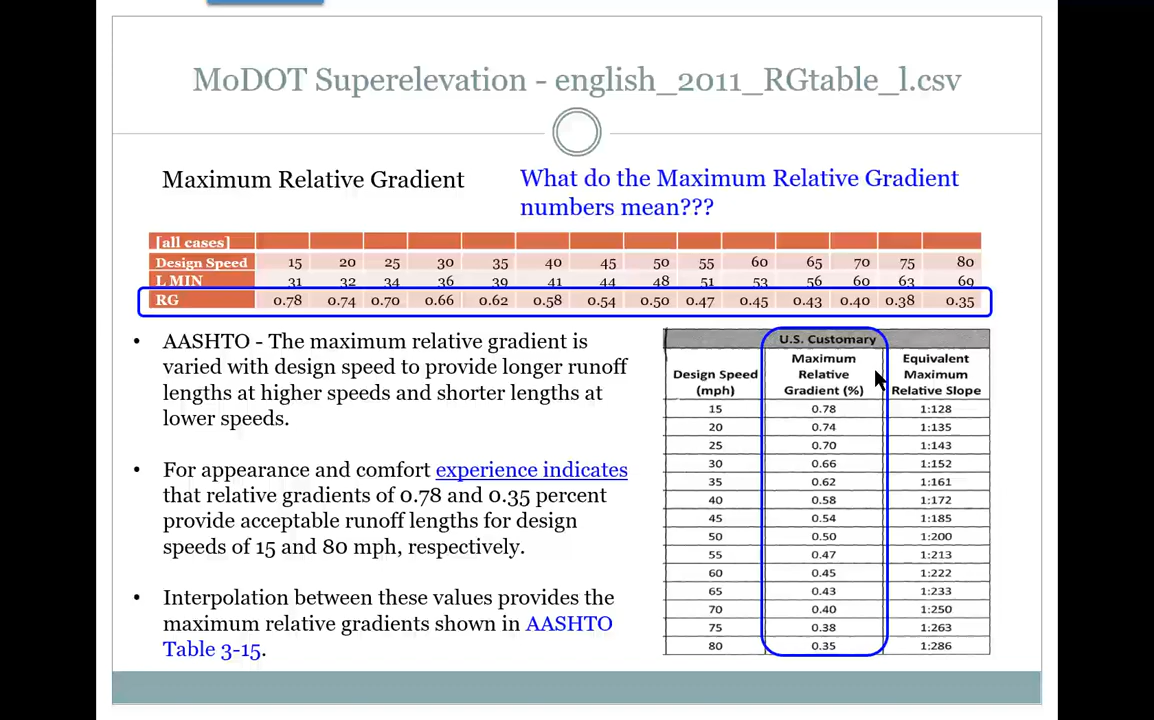 MoDOT Superelevation - english_2011_RGtable_l.csv
Maximum Relative Gradient
What do the Maximum Relative Gradient
numbers mean???
[all cases]
Design Speed 15 20 25 30 35 40 45 50 55 60 65 70 75 80
L MIN 31 32 34 36 39 41 44 48 51 53 56 60 63 69
RG 0.78 0.74 0.70 0.66 0.62 0.58 0.54 0.50 0.47 0.45 0.43 0.40 0.38 0.35
• AASHTO - The maximum relative gradient is
varied with design speed to provide longer runoff
lengths at higher speeds and shorter lengths at
lower speeds.
• For appearance and comfort experience indicates
that relative gradients of 0.78 and 0.35 percent
provide acceptable runoff lengths for design
speeds of 15 and 80 mph, respectively.
• Interpolation between these values provides the
maximum relative gradients shown in AASHTO
Table 3-15.
U.S. Customary
Design Speed (mph) Maximum Relative Gradient (%) Equivalent Maximum Relative Slope
15 0.78 1:128
20 0.74 1:135
25 0.70 1:143
30 0.66 1:152
35 0.62 1:161
40 0.58 1:172
45 0.54 1:185
50 0.50 1:200
55 0.47 1:213
60 0.45 1:222
65 0.43 1:233
70 0.40 1:250
75 0.38 1:263
80 0.35 1:286